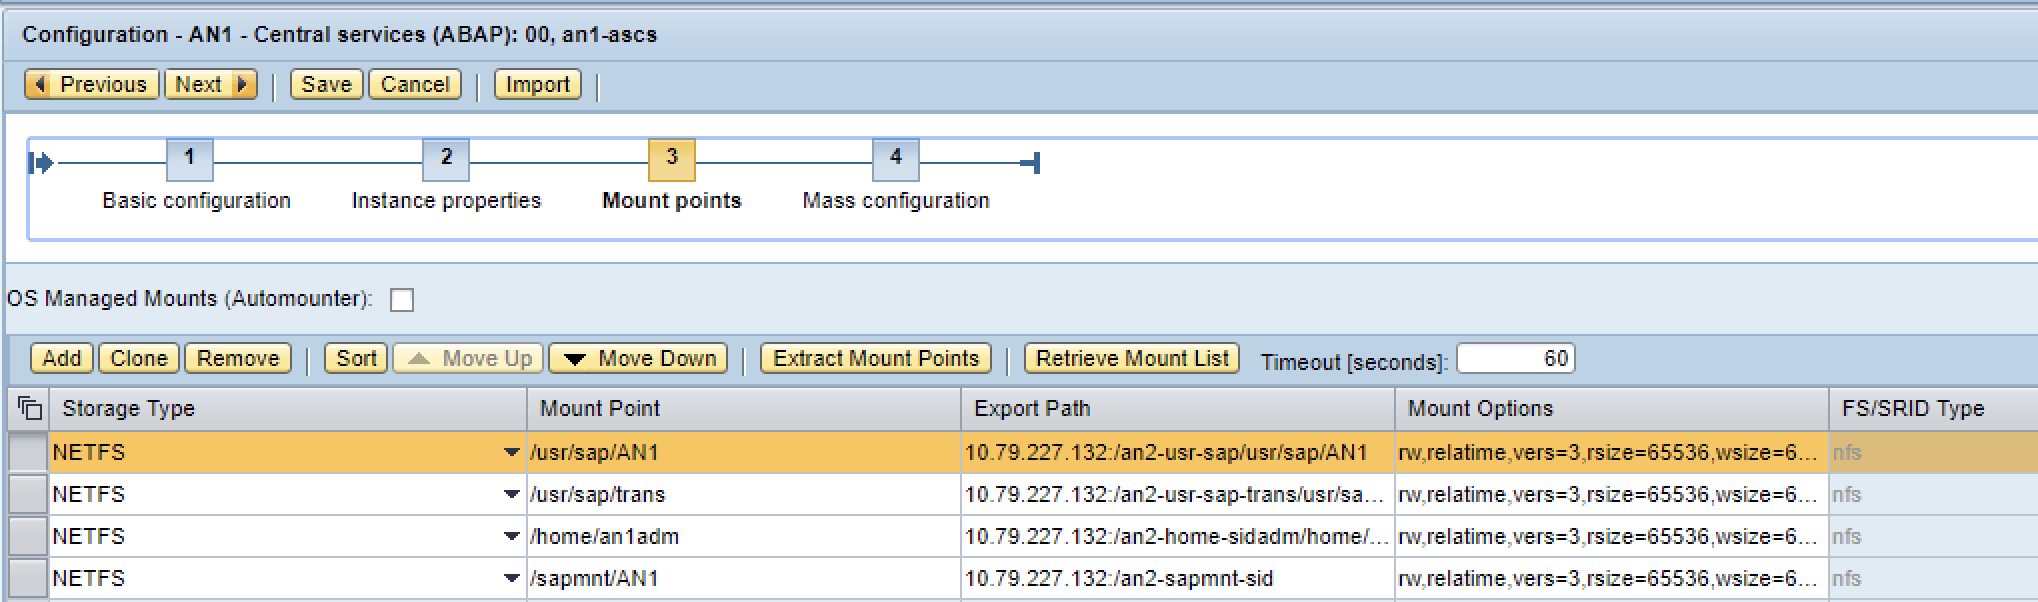 Configuration - AN1 - Central services (ABAP): 00, an1-ascs
Previous Next Save Cancel Import
1 2 3 4
Basic configuration Instance properties Mount points Mass configuration
OS Managed Mounts (Automounter):
Add Clone Remove Sort Move Up Move Down Extract Mount Points Retrieve Mount List Timeout [seconds]: 60
Storage Type Mount Point Export Path Mount Options FS/SRID Type
NETFS /usr/sap/AN1 10.79.227.132:/an2-usr-sap/usr/sap/AN1 rw,relatime,vers=3,rsize=65536,wsize=6... nfs
NETFS /usr/sap/trans 10.79.227.132:/an2-usr-sap-trans/usr/sa... rw,relatime,vers=3,rsize=65536,wsize=6... nfs
NETFS /home/an1adm 10.79.227.132:/an2-home-sidadm/home/... rw,relatime,vers=3,rsize=65536,wsize=6... nfs
NETFS /sapmnt/AN1 10.79.227.132:/an2-sapmnt-sid rw,relatime,vers=3,rsize=65536,wsize=6... nfs